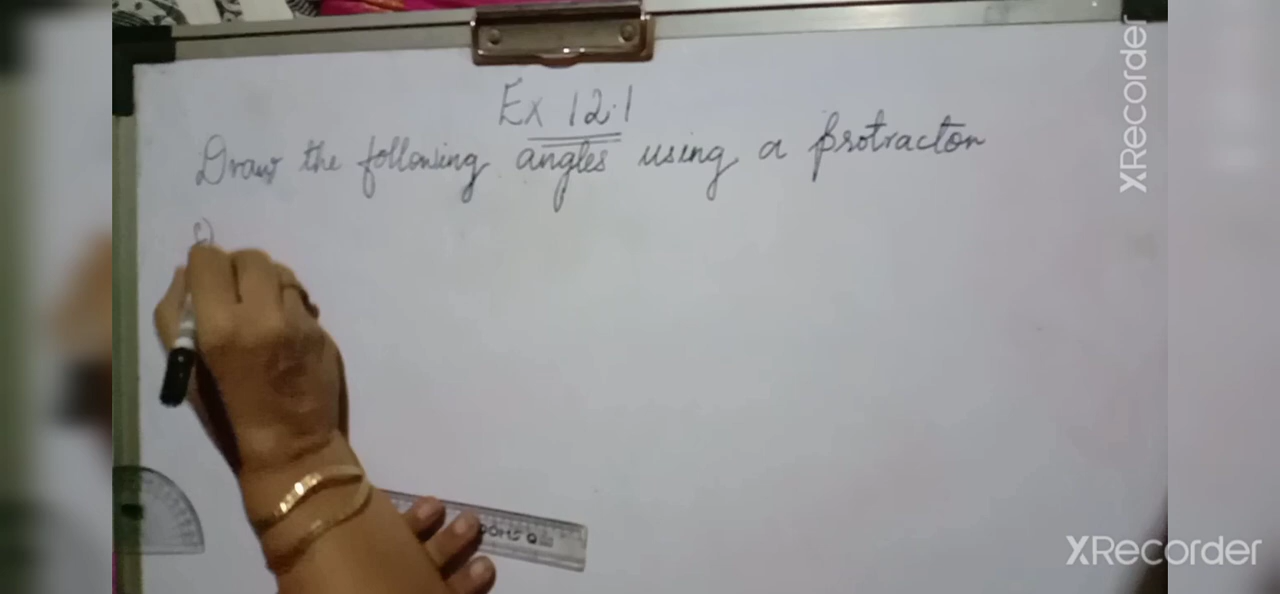 Ex 12.1
Draw the following angles using a protractor
XRecorder
XRecorder